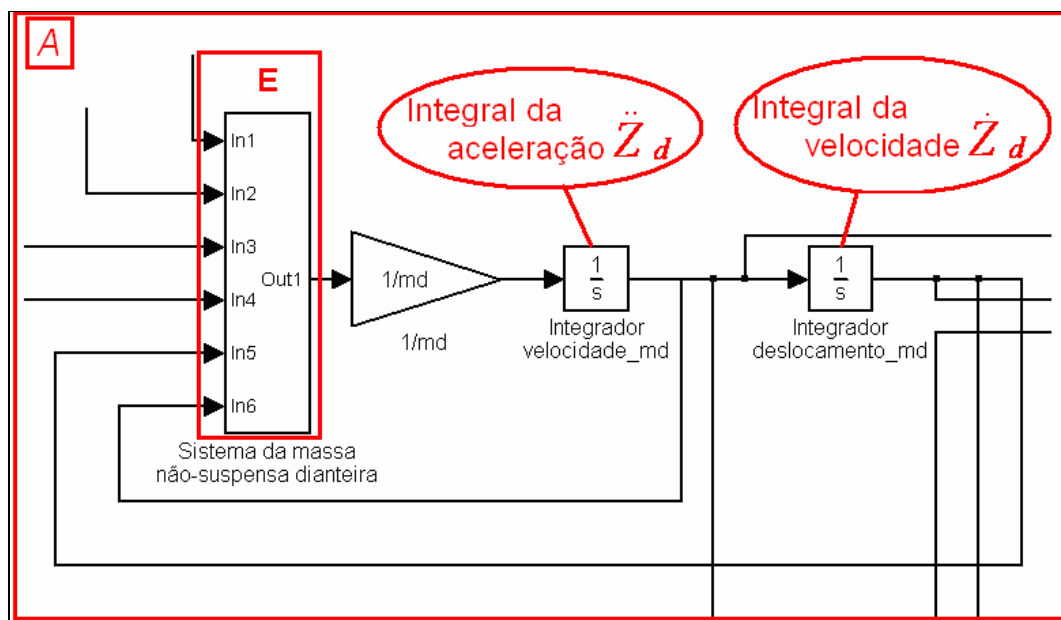 A
E
Integral da
aceleração Z̈ d
Integral da
velocidade Ż d
In1
In2
In3
In4
In5
In6
Out1
1/md
1/md
1
s
Integrador
velocidade_md
1
s
Integrador
deslocamento_md
Sistema da massa
não-suspensa dianteira